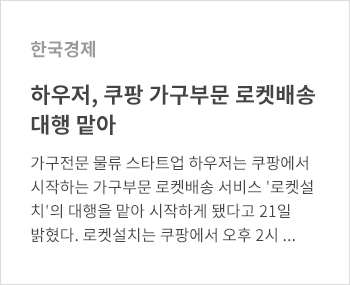 한국경제
하우저, 쿠팡 가구부문 로켓배송
대행 맡아
가구전문 물류 스타트업 하우저는 쿠팡에서
시작하는 가구부문 로켓배송 서비스 '로켓설
치'의 대행을 맡아 시작하게 됐다고 21일
밝혔다. 로켓설치는 쿠팡에서 오후 2시 ...